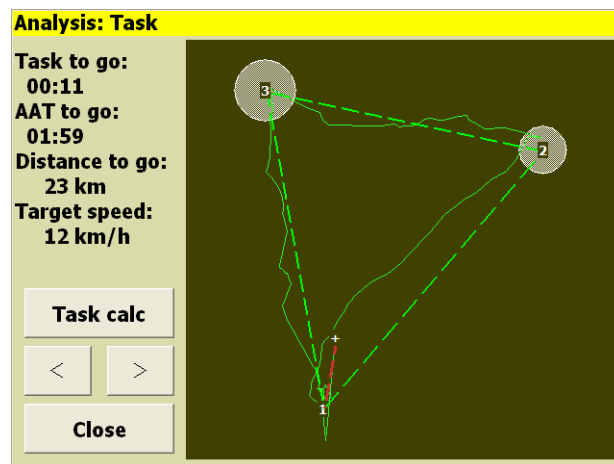 Analysis: Task
Task to go:
00:11
AAT to go:
01:59
Distance to go:
23 km
Target speed:
12 km/h
Task calc
< >
Close
3
2
+
1